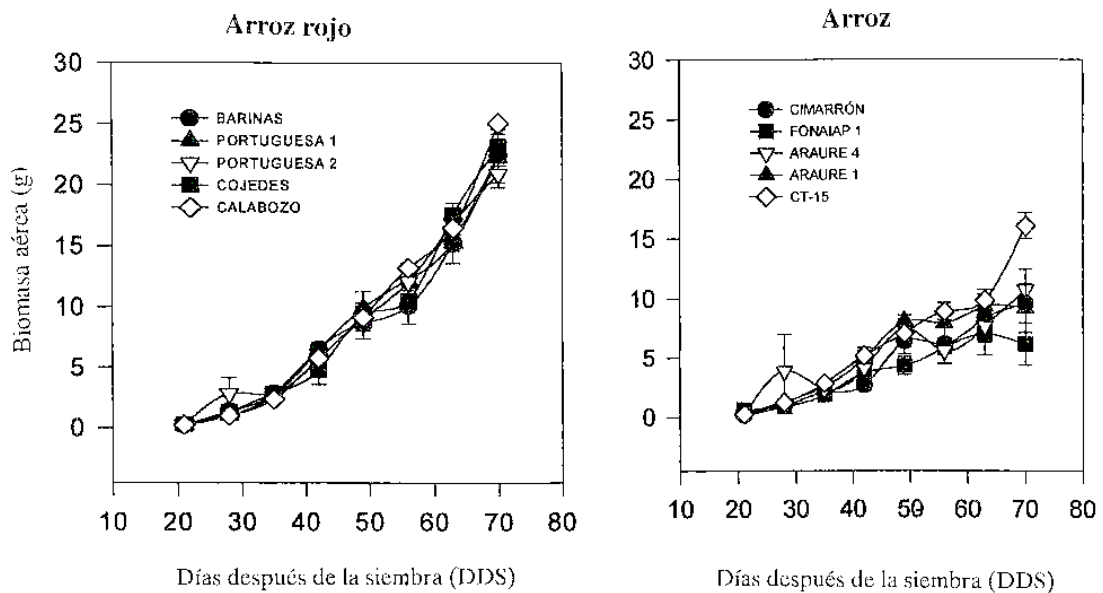 Arroz rojo
30
25
20
15
10
5
0
Biomasa aérea (g)
BARINAS
PORTUGUESA 1
PORTUGUESA 2
COJEDES
CALABOZO
10 20 30 40 50 60 70 80
Días después de la siembra (DDS)
Arroz
30
25
20
15
10
5
0
CIMARRÓN
FONAIAP 1
ARAURE 4
ARAURE 1
CT-15
10 20 30 40 50 60 70 80
Días después de la siembra (DDS)